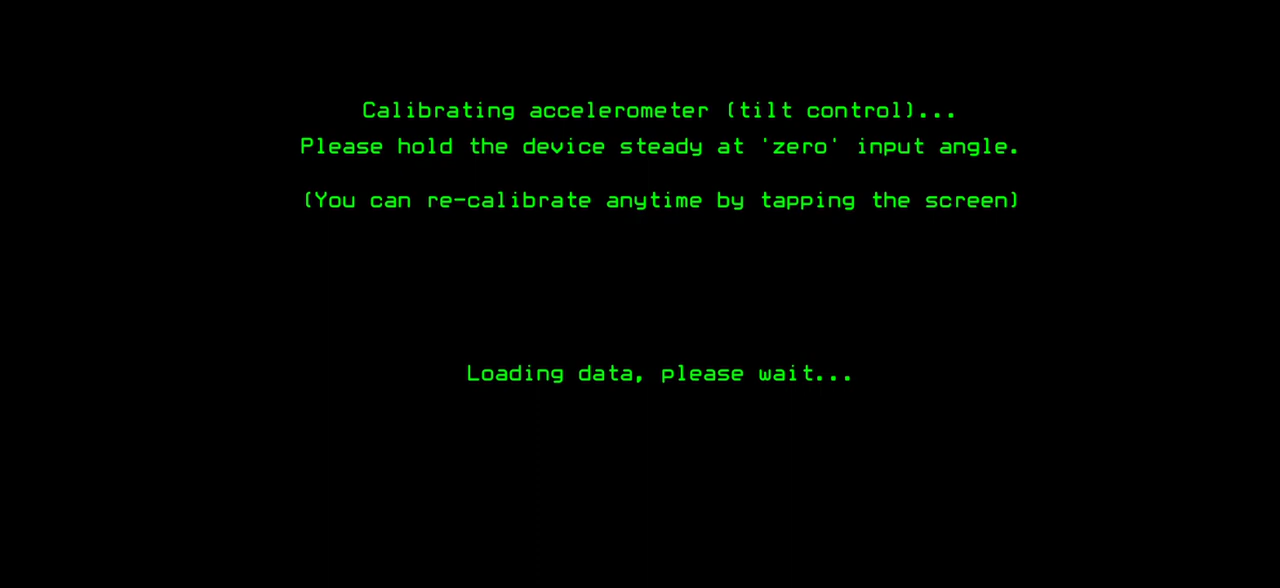 Calibrating accelerometer (tilt control)...
Please hold the device steady at 'zero' input angle.
(You can re-calibrate anytime by tapping the screen)
Loading data, please wait...